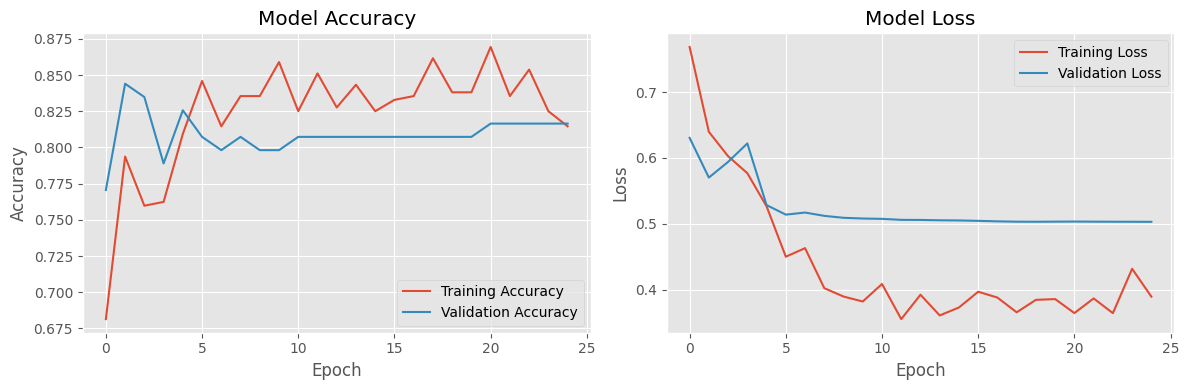 Model Accuracy
0.875
0.850
0.825
0.800
0.775
0.750
0.725
0.700
0.675
Accuracy
Training Accuracy
Validation Accuracy
0 5 10 15 20 25
Epoch
Model Loss
0.7
0.6
0.5
0.4
Loss
Training Loss
Validation Loss
0 5 10 15 20 25
Epoch